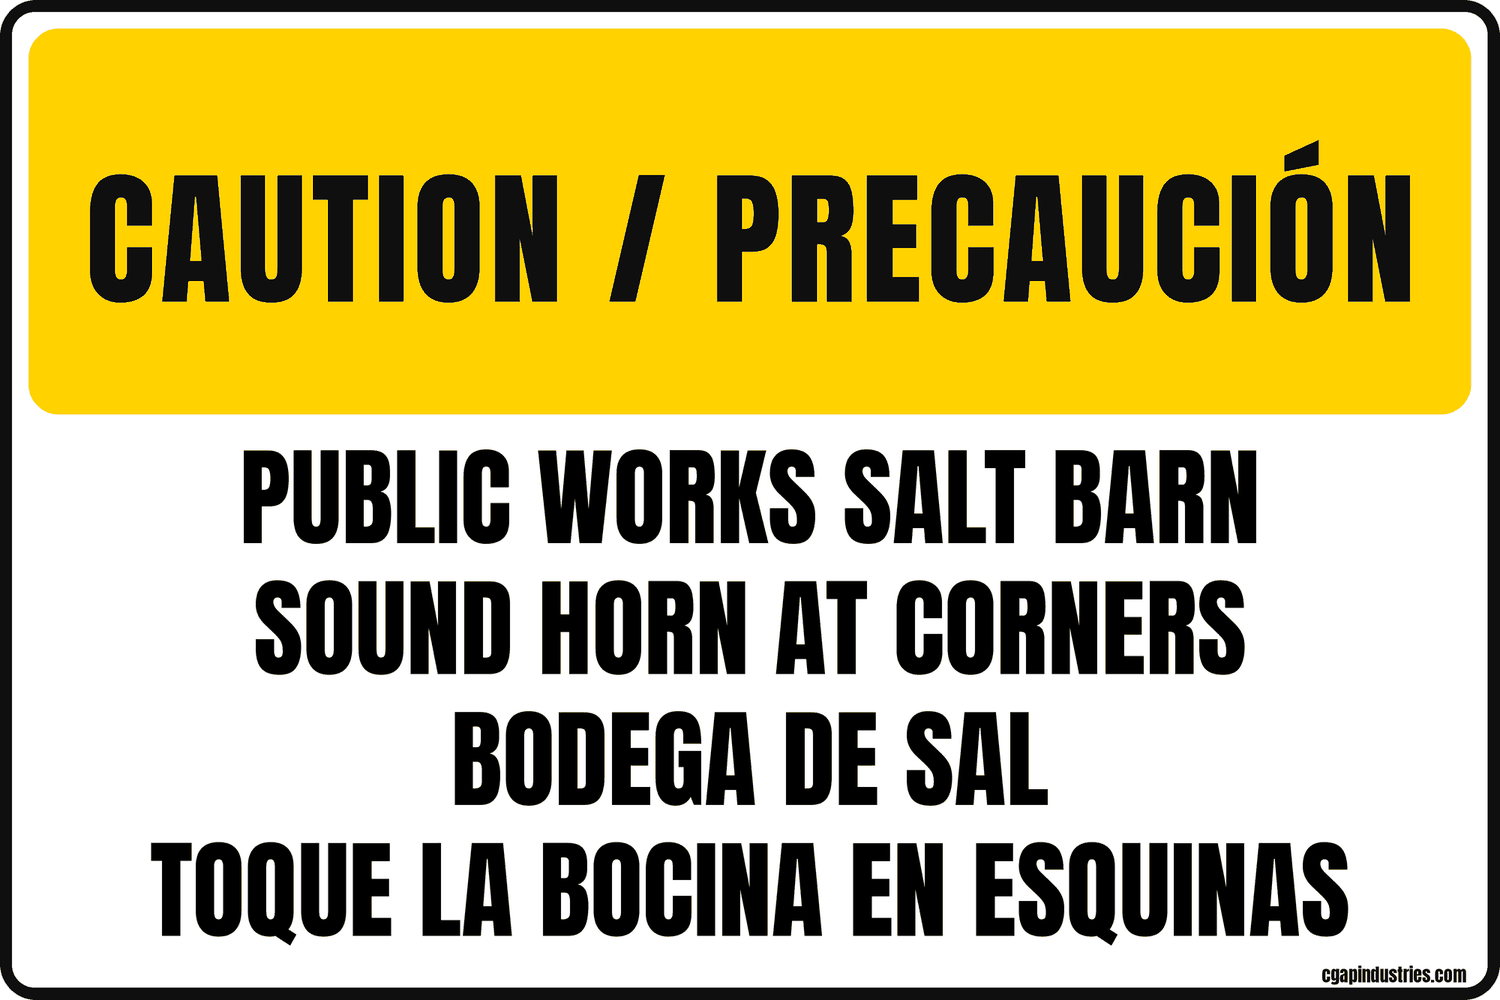 CAUTION / PRECAUCIÓN
PUBLIC WORKS SALT BARN
SOUND HORN AT CORNERS
BODEGA DE SAL
TOQUE LA BOCINA EN ESQUINAS
cgapindustries.com